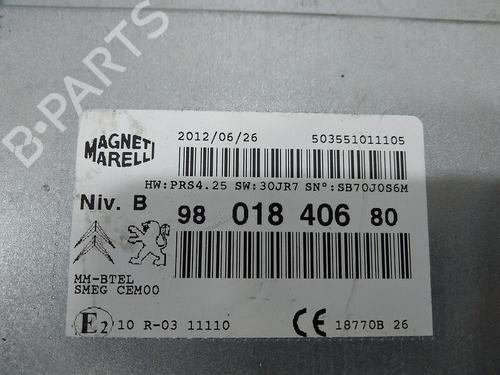 B-PARTS
MAGNETI
MARELLI
2012/06/26 503551011105
HW:PRS4.25 SW:30JR7 SN°:SB70J0S6M
Niv. B 98 018 406 80
MM-BTEL
SMEG CEM00
E2 10 R-03 11110 CE 18770B 26